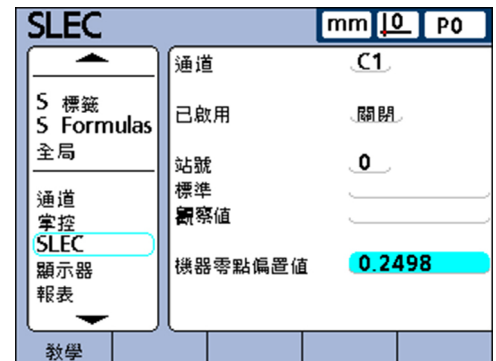 SLEC
mm 0 P0
S 標籤
S Formulas
全局
通道
掌控
SLEC
顯示器
報表
通道 C1
已啟用 關閉
站號 0
標準
觀察值
機器零點偏置值 0.2498
教學